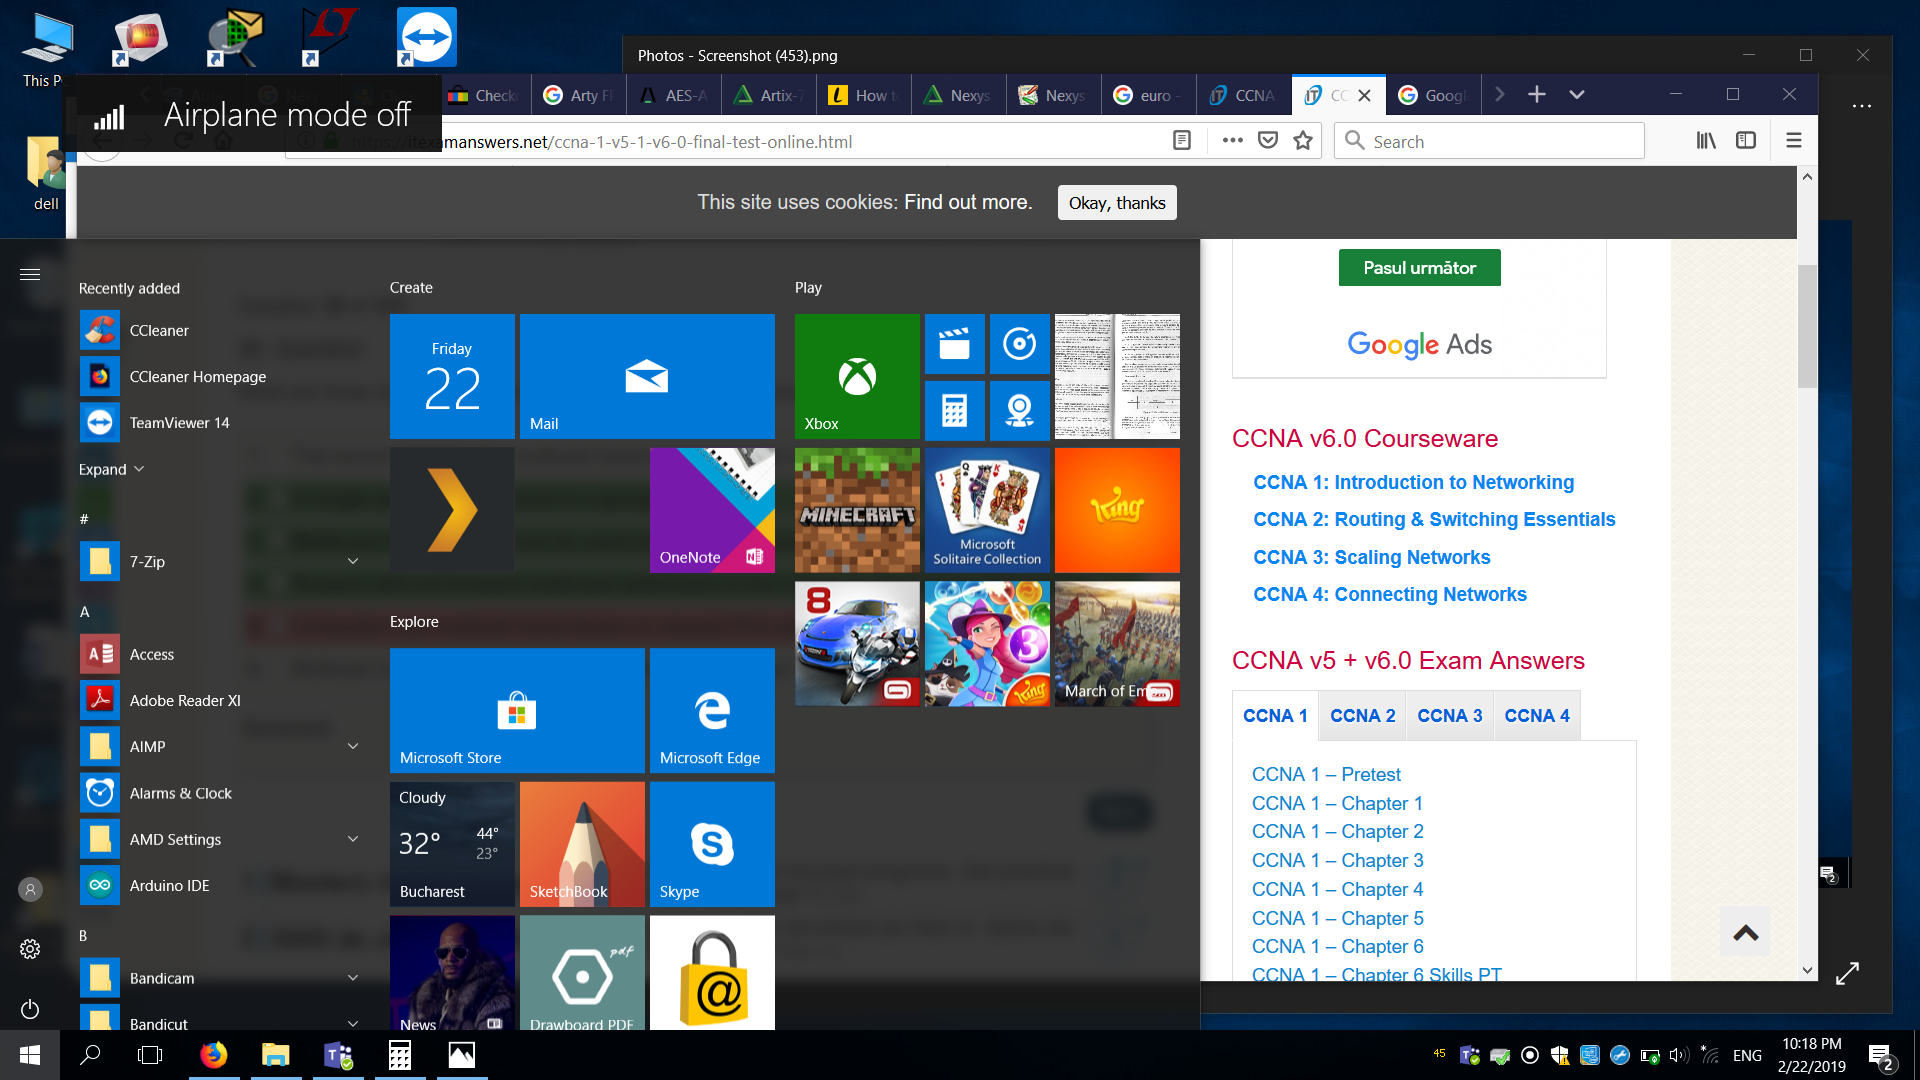 This P
Photos - Screenshot (453).png
Airplane mode off
Check
Arty F
AES-A
Artix-7
How t
Nexys
Nexys
euro -
CCNA
CC
Googl
https://itexamanswers.net/ccna-1-v5-1-v6-0-final-test-online.html
Search
dell
This site uses cookies: Find out more.
Okay, thanks
Recently added
CCleaner
CCleaner Homepage
TeamViewer 14
Expand
#
7-Zip
A
Access
Adobe Reader XI
AIMP
Alarms & Clock
AMD Settings
Arduino IDE
B
Bandicam
Bandicut
Create
Friday
22
Mail
OneNote
Explore
Microsoft Store
Microsoft Edge
Cloudy
32°
44°
23°
Bucharest
SketchBook
Skype
News
Drawboard PDF
Play
Xbox
MINECRAFT
Microsoft
Solitaire Collection
King
8
3
King
March of Em
Pasul următor
Google Ads
CCNA v6.0 Courseware
CCNA 1: Introduction to Networking
CCNA 2: Routing & Switching Essentials
CCNA 3: Scaling Networks
CCNA 4: Connecting Networks
CCNA v5 + v6.0 Exam Answers
CCNA 1
CCNA 2
CCNA 3
CCNA 4
CCNA 1 – Pretest
CCNA 1 – Chapter 1
CCNA 1 – Chapter 2
CCNA 1 – Chapter 3
CCNA 1 – Chapter 4
CCNA 1 – Chapter 5
CCNA 1 – Chapter 6
CCNA 1 – Chapter 6 Skills PT
2
45
ENG
10:18 PM
2/22/2019
2